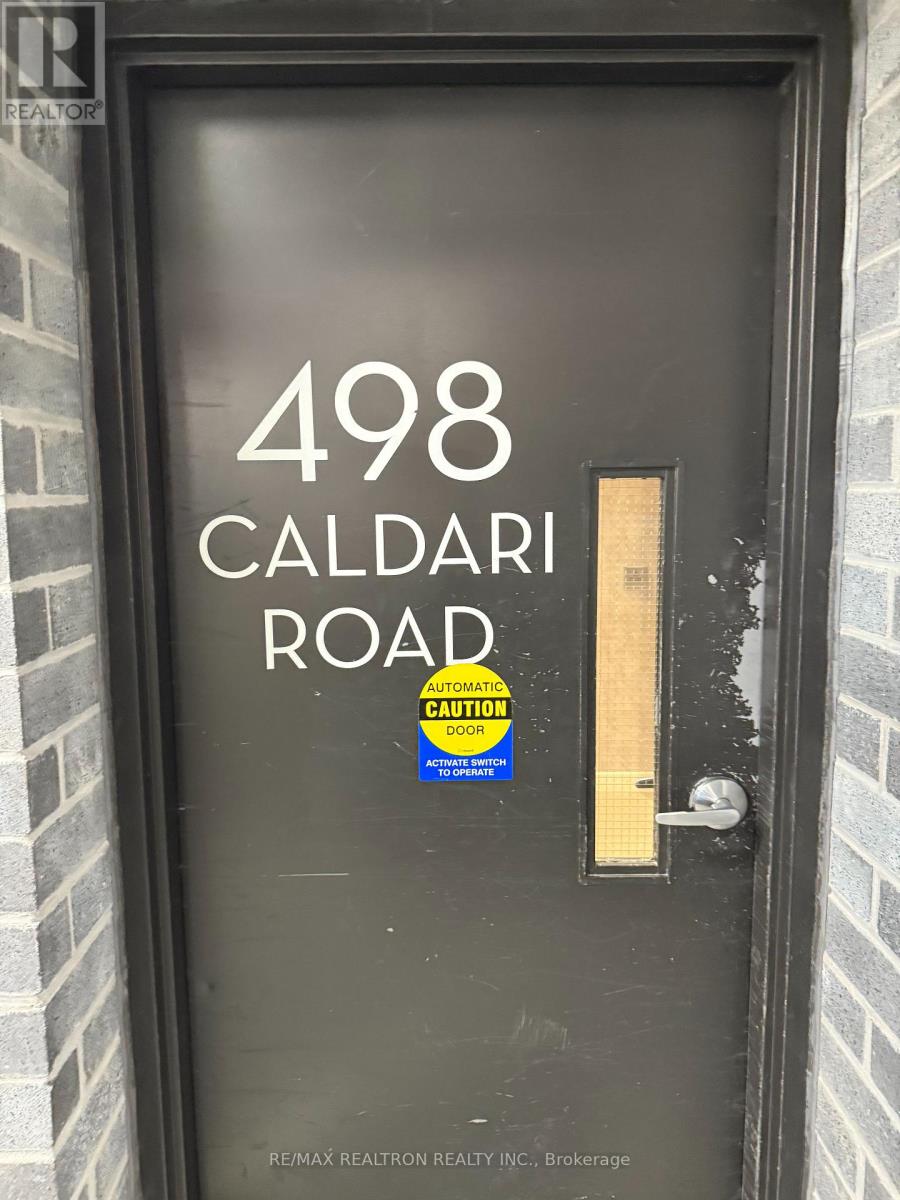 REALTOR®
498
CALDARI
ROAD
AUTOMATIC
CAUTION
DOOR
ACTIVATE SWITCH
TO OPERATE
RE/MAX REALTRON REALTY INC., Brokerage